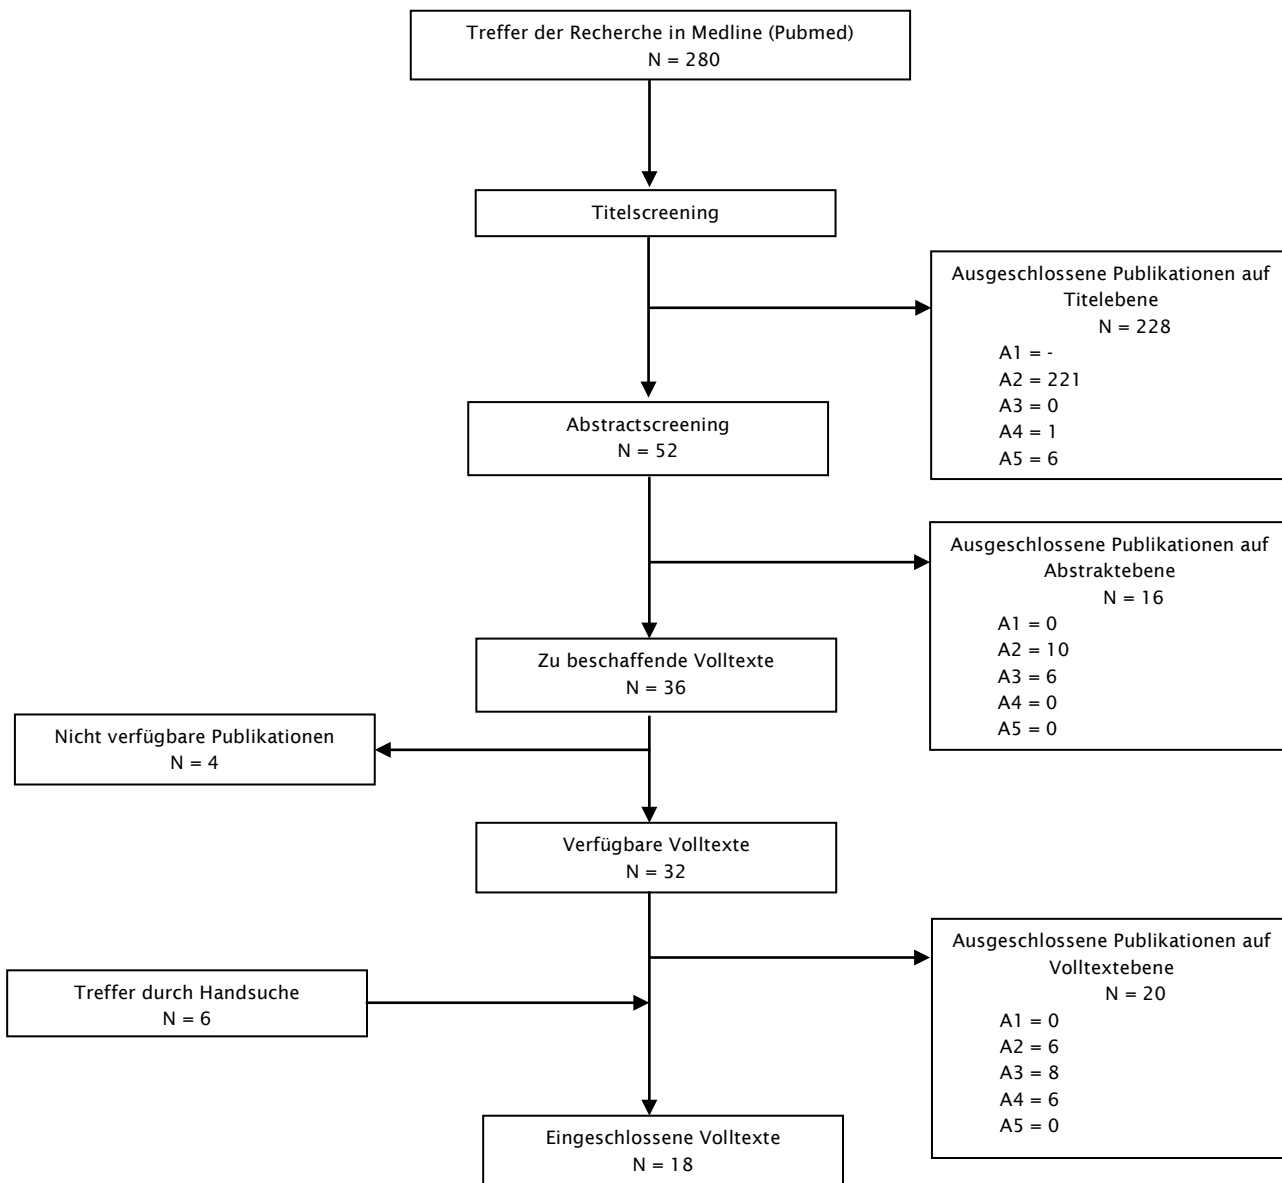 Treffer der Recherche in Medline (Pubmed)
N = 280
Titelscreening
Ausgeschlossene Publikationen auf
Titelebene
N = 228
A1 = -
A2 = 221
A3 = 0
A4 = 1
A5 = 6
Abstractscreening
N = 52
Ausgeschlossene Publikationen auf
Abstraktebene
N = 16
A1 = 0
A2 = 10
A3 = 6
A4 = 0
A5 = 0
Zu beschaffende Volltexte
N = 36
Nicht verfügbare Publikationen
N = 4
Verfügbare Volltexte
N = 32
Ausgeschlossene Publikationen auf
Volltextebene
N = 20
A1 = 0
A2 = 6
A3 = 8
A4 = 6
A5 = 0
Treffer durch Handsuche
N = 6
Eingeschlossene Volltexte
N = 18